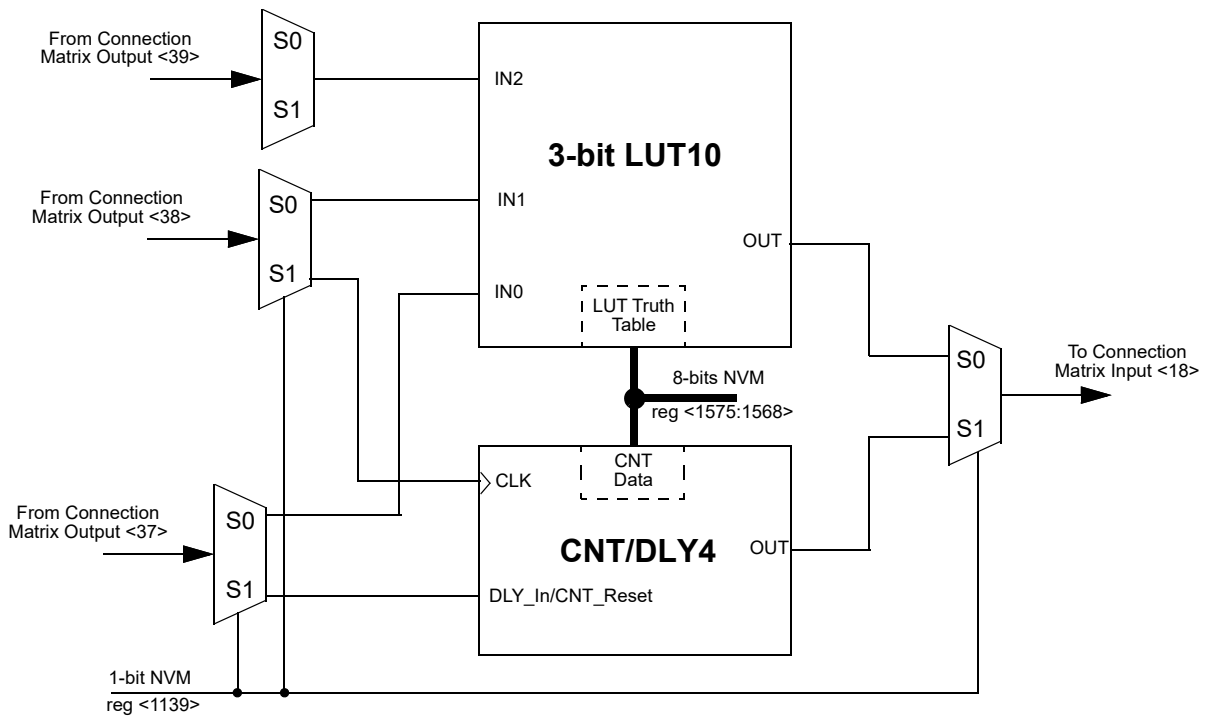 From Connection
Matrix Output <39>
S0
S1
IN2
3-bit LUT10
From Connection
Matrix Output <38>
S0
S1
IN1
IN0
OUT
LUT Truth
Table
8-bits NVM
reg <1575:1568>
S0
S1
To Connection
Matrix Input <18>
From Connection
Matrix Output <37>
S0
S1
CLK
CNT
Data
CNT/DLY4
OUT
DLY_In/CNT_Reset
1-bit NVM
reg <1139>